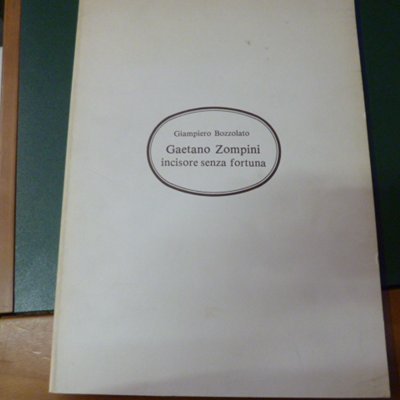 Giampiero Bozzolato
Gaetano Zompini
incisore senza fortuna